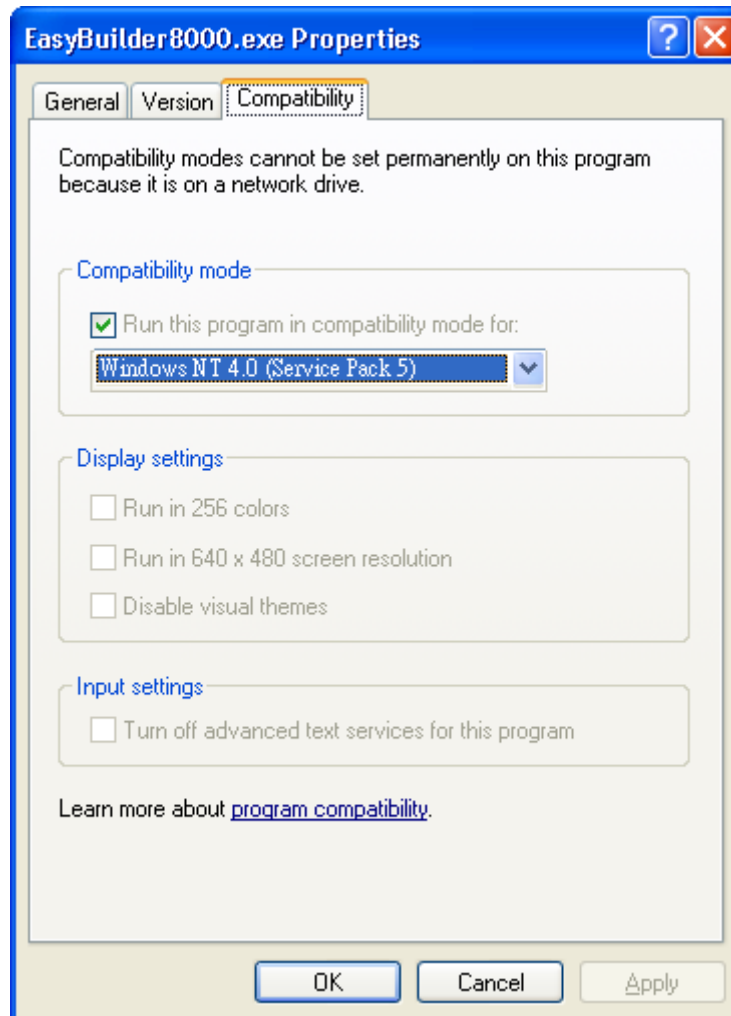 EasyBuilder8000.exe Properties
General Version Compatibility
Compatibility modes cannot be set permanently on this program
because it is on a network drive.
Compatibility mode
Run this program in compatibility mode for:
Windows NT 4.0 (Service Pack 5)
Display settings
Run in 256 colors
Run in 640 x 480 screen resolution
Disable visual themes
Input settings
Turn off advanced text services for this program
Learn more about program compatibility.
OK Cancel Apply